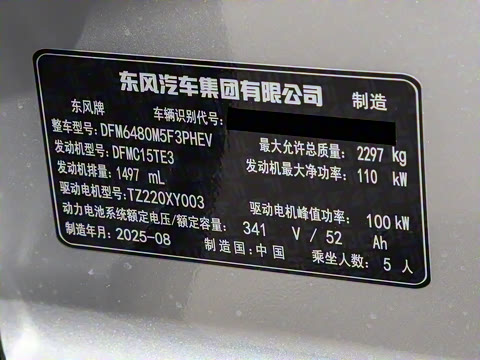 东风汽车集团有限公司 制造
东风牌 车辆识别代号:
整车型号:DFM6480M5F3PHEV 最大允许总质量: 2297 kg
发动机型号:DFMC15TE3 发动机最大净功率: 110 kW
发动机排量: 1497 mL
驱动电机型号:TZ220XY003 驱动电机峰值功率: 100 kW
动力电池系统额定电压/额定容量: 341 V / 52 Ah
制造年月: 2025-08 制造国:中国 乘坐人数: 5 人